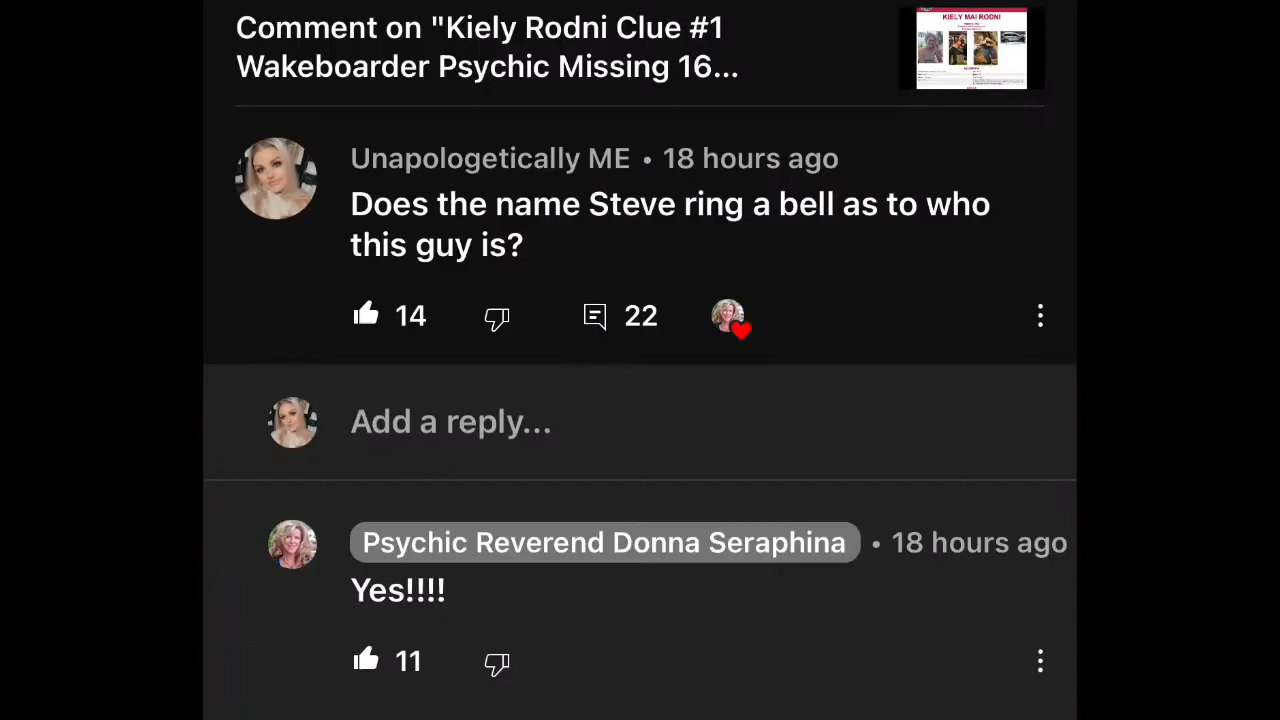 Comment on "Kiely Rodni Clue #1
Wakeboarder Psychic Missing 16...
KIELY MAI RODNI
Unapologetically ME • 18 hours ago
Does the name Steve ring a bell as to who
this guy is?
14
22
Add a reply...
Psychic Reverend Donna Seraphina • 18 hours ago
Yes!!!!
11